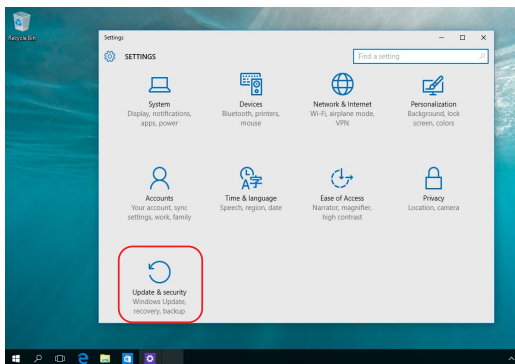 Recycle Bin
Settings
SETTINGS
Find a setting
System
Display, notifications,
apps, power
Devices
Bluetooth, printers,
mouse
Network & Internet
Wi-Fi, airplane mode,
VPN
Personalization
Background, lock
screen, colors
Accounts
Your account, sync
settings, work, family
Time & language
Speech, region, date
Ease of Access
Narrator, magnifier,
high contrast
Privacy
Location, camera
Update & security
Windows Update,
recovery, backup